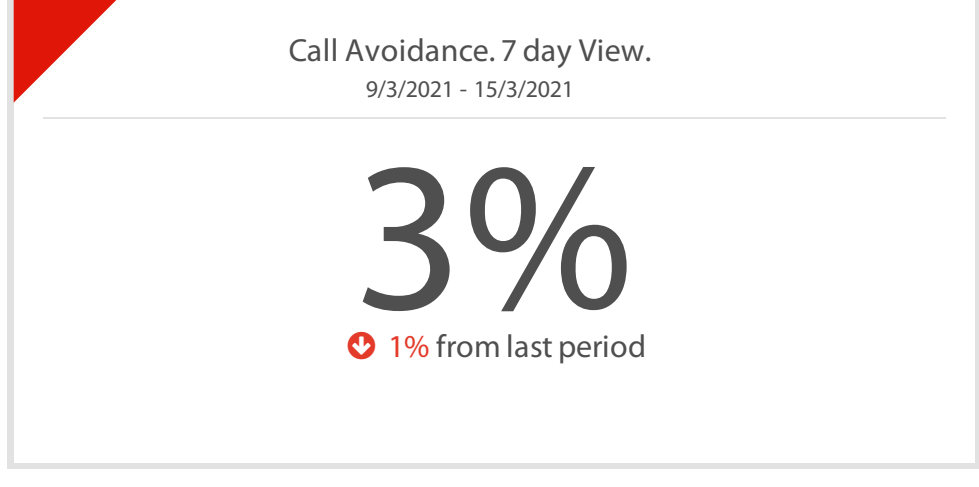 Call Avoidance. 7 day View.
9/3/2021 - 15/3/2021
3%
1% from last period